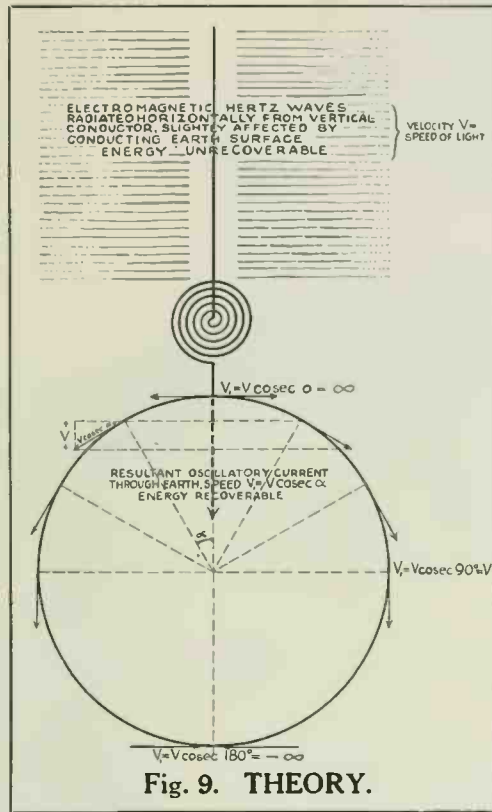 ELECTROMAGNETIC HERTZ WAVES
RADIATED HORIZONTALLY FROM VERTICAL
CONDUCTOR, SLIGHTLY AFFECTED BY
CONDUCTING EARTH SURFACE
ENERGY UNRECOVERABLE
VELOCITY V=
SPEED OF LIGHT
V₁=V cosec 0 = ∞
V
V cosec α
RESULTANT OSCILLATORY CURRENT
THROUGH EARTH, SPEED V₁=V cosec α
ENERGY RECOVERABLE
α
V₁=V cosec 90°=V
V₁=V cosec 180° = -∞
Fig. 9. THEORY.